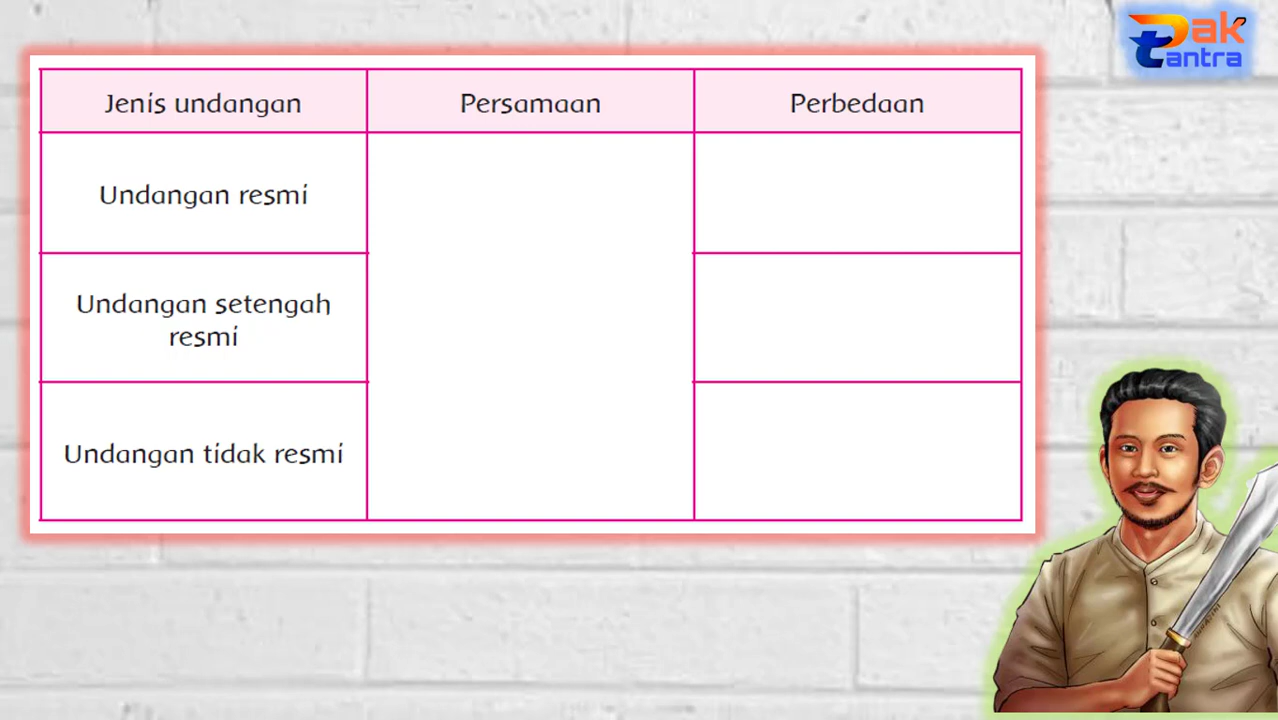 Pak
Tantra
Jenis undangan
Persamaan
Perbedaan
Undangan resmi
Undangan setengah
resmi
Undangan tidak resmi